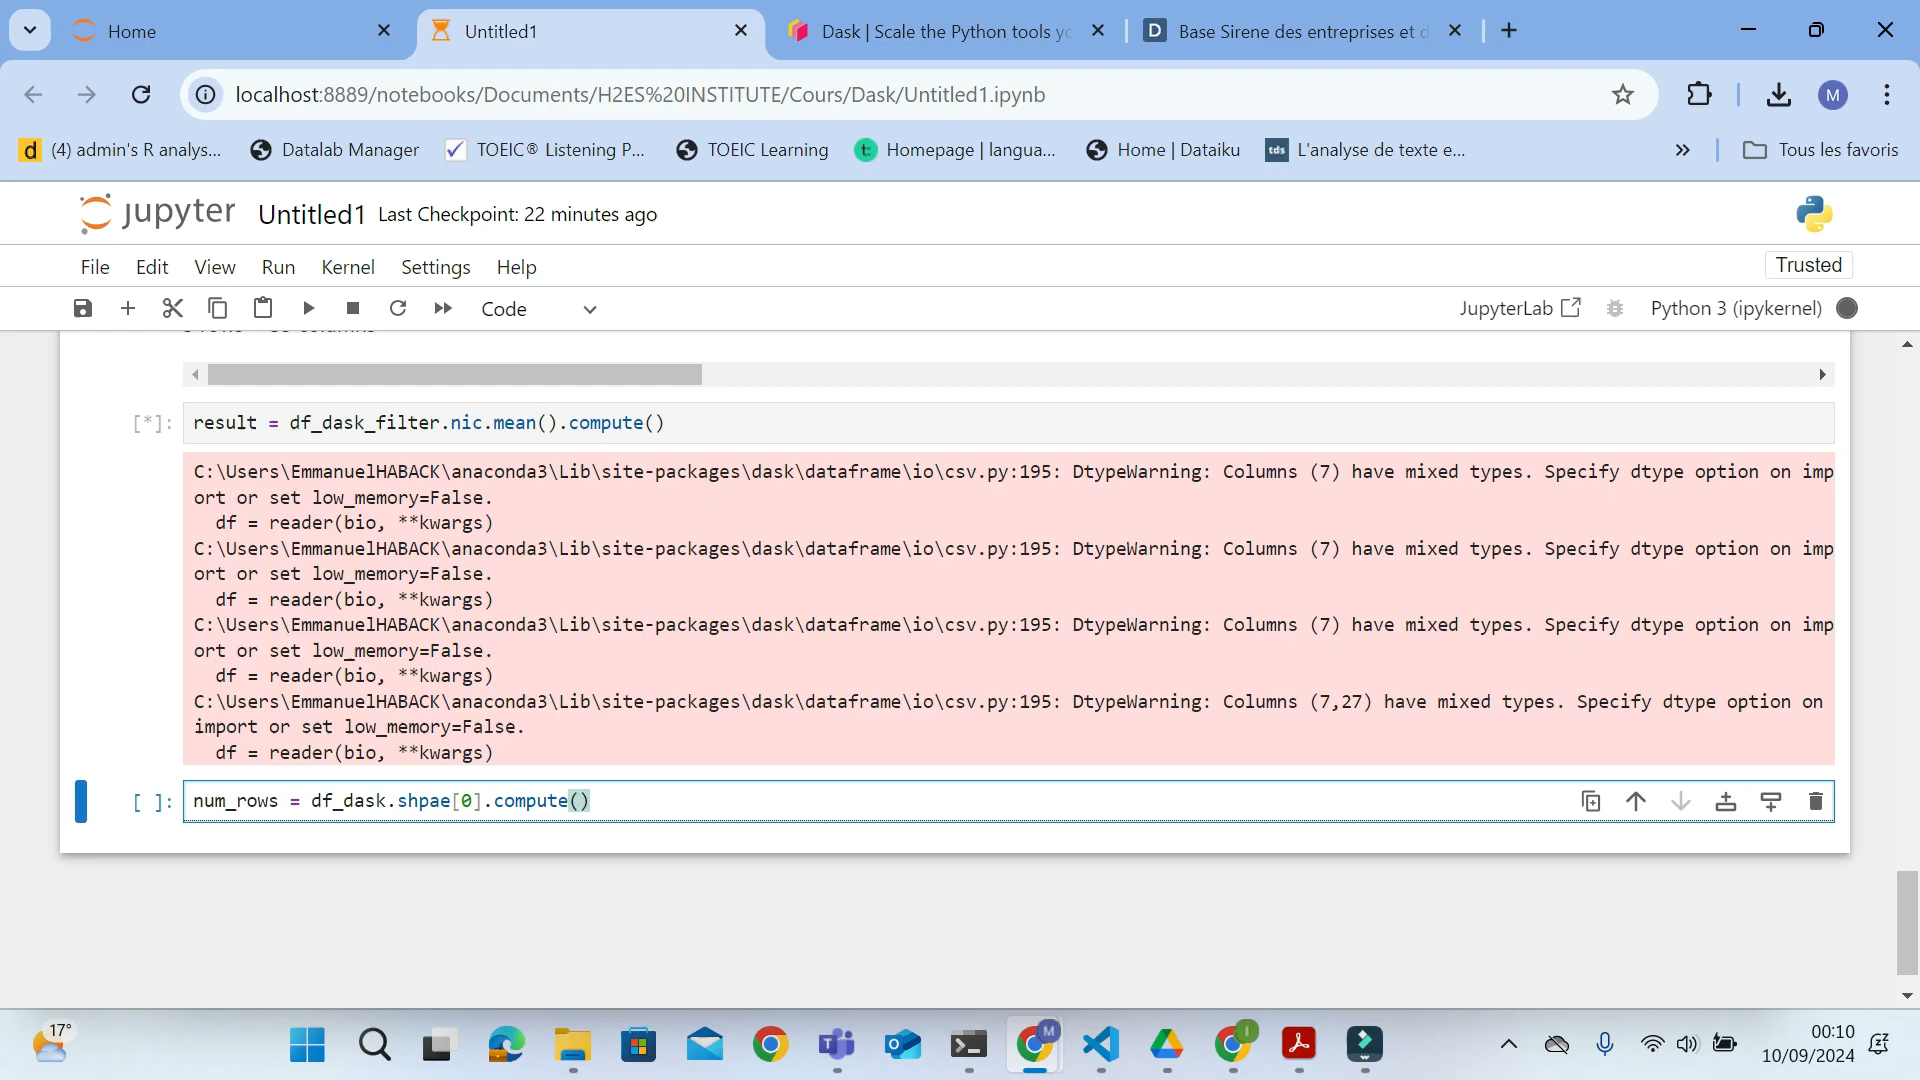 Home
Untitled1
Dask | Scale the Python tools yo
D
Base Sirene des entreprises et d
localhost:8889/notebooks/Documents/H2ES%20INSTITUTE/Cours/Dask/Untitled1.ipynb
M
d
(4) admin's R analys...
Datalab Manager
TOEIC® Listening P...
TOEIC Learning
t
Homepage | langua...
Home | Dataiku
tds
L'analyse de texte e...
Tous les favoris
jupyter
Untitled1
Last Checkpoint: 22 minutes ago
File
Edit
View
Run
Kernel
Settings
Help
Trusted
Code
JupyterLab
Python 3 (ipykernel)
[*]:
result = df_dask_filter.nic.mean().compute()
C:\Users\EmmanuelHABACK\anaconda3\Lib\site-packages\dask\dataframe\io\csv.py:195: DtypeWarning: Columns (7) have mixed types. Specify dtype option on imp
ort or set low_memory=False.
df = reader(bio, **kwargs)
C:\Users\EmmanuelHABACK\anaconda3\Lib\site-packages\dask\dataframe\io\csv.py:195: DtypeWarning: Columns (7) have mixed types. Specify dtype option on imp
ort or set low_memory=False.
df = reader(bio, **kwargs)
C:\Users\EmmanuelHABACK\anaconda3\Lib\site-packages\dask\dataframe\io\csv.py:195: DtypeWarning: Columns (7) have mixed types. Specify dtype option on imp
ort or set low_memory=False.
df = reader(bio, **kwargs)
C:\Users\EmmanuelHABACK\anaconda3\Lib\site-packages\dask\dataframe\io\csv.py:195: DtypeWarning: Columns (7,27) have mixed types. Specify dtype option on
import or set low_memory=False.
df = reader(bio, **kwargs)
[ ]:
num_rows = df_dask.shpae[0].compute()
17°
M
I
00:10
10/09/2024